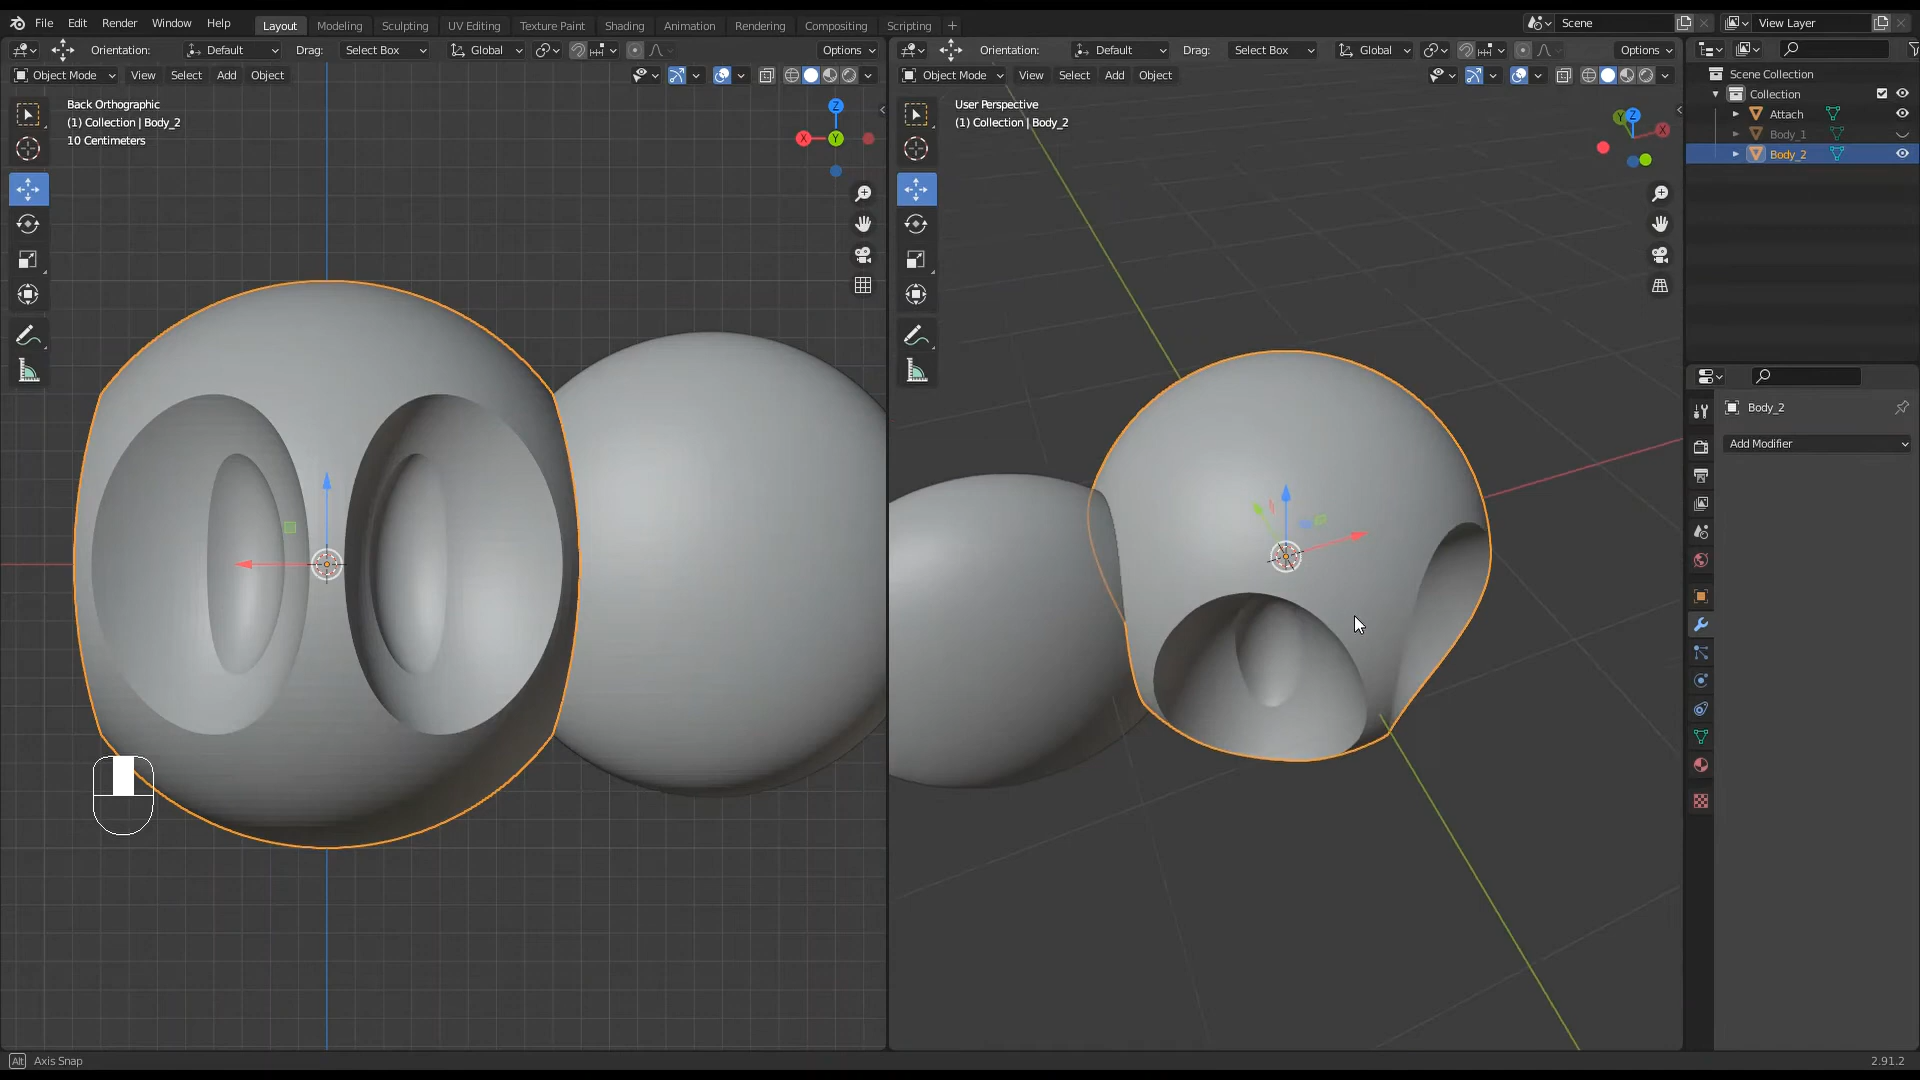 File Edit Render Window Help Layout Modeling Sculpting UV Editing Texture Paint Shading Animation Rendering Compositing Scripting + Scene View Layer
Orientation: Default Drag: Select Box Global Options Orientation: Default Drag: Select Box Global Options
Object Mode View Select Add Object Object Mode View Select Add Object Scene Collection
Collection
Back Orthographic
(1) Collection | Body_2
10 Centimeters
User Perspective
(1) Collection | Body_2
Attach
Body_1
Body_2
Z
X
Y
Y
Z
X
Body_2
Add Modifier
Alt Axis Snap
2.91.2